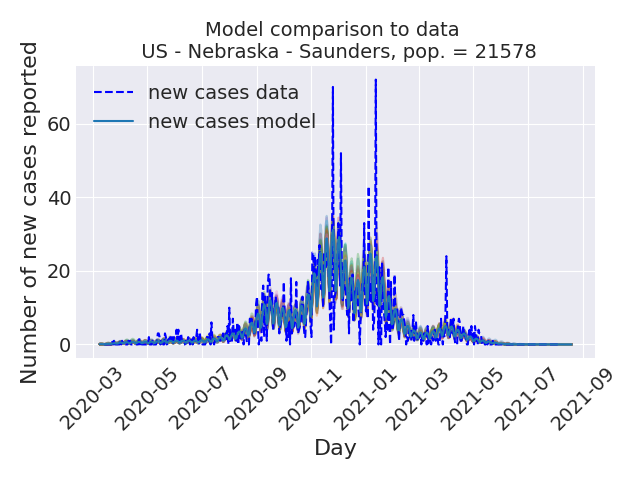 Model comparison to data
US - Nebraska - Saunders, pop. = 21578
Number of new cases reported
new cases data
new cases model
60
40
20
0
2020-03
2020-05
2020-07
2020-09
2020-11
2021-01
2021-03
2021-05
2021-07
2021-09
Day